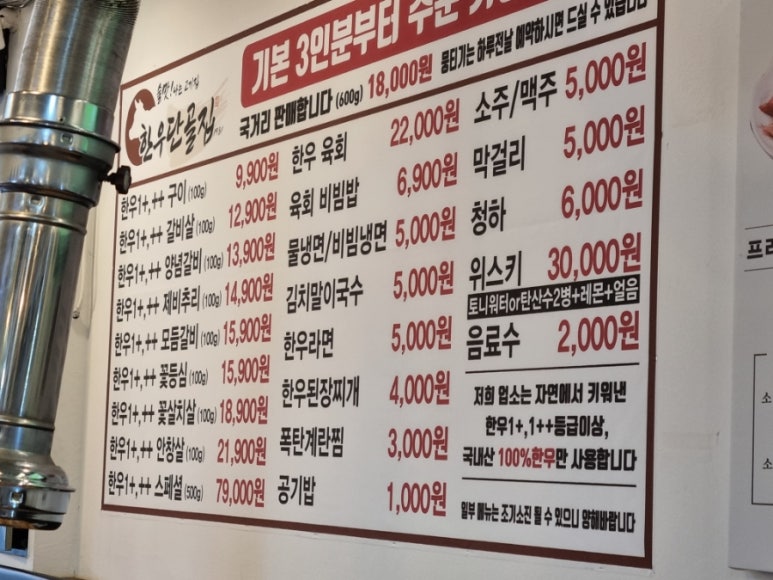 기본 3인분부터 주문
술맛나는 고기집
한우단골집
국거리 판매합니다 (600g) 18,000원
뭉티기는 하루전날 예약하시면 드실 수 있습니다
한우1+,++ 구이 (100g) 9,900원
한우1+,++ 갈비살 (100g) 12,900원
한우1+,++ 양념갈비 (100g) 13,900원
한우1+,++ 제비추리 (100g) 14,900원
한우1+,++ 모듬갈비 (100g) 15,900원
한우1+,++ 꽃등심 (100g) 15,900원
한우1+,++ 꽃살치살 (100g) 18,900원
한우1+,++ 안창살 (100g) 21,900원
한우1+,++ 스페셜 (500g) 79,000원
한우 육회 22,000원
육회 비빔밥 6,900원
물냉면/비빔냉면 5,000원
김치말이국수 5,000원
한우라면 5,000원
한우된장찌개 4,000원
폭탄계란찜 3,000원
공기밥 1,000원
소주/맥주 5,000원
막걸리 5,000원
청하 6,000원
위스키 30,000원
토니워터or탄산수2병+레몬+얼음
음료수 2,000원
저희 업소는 자연에서 키워낸
한우1+,1++등급이상,
국내산 100%한우만 사용합니다
일부 메뉴는 조기소진 될 수 있으니 양해바랍니다
프리
소
소